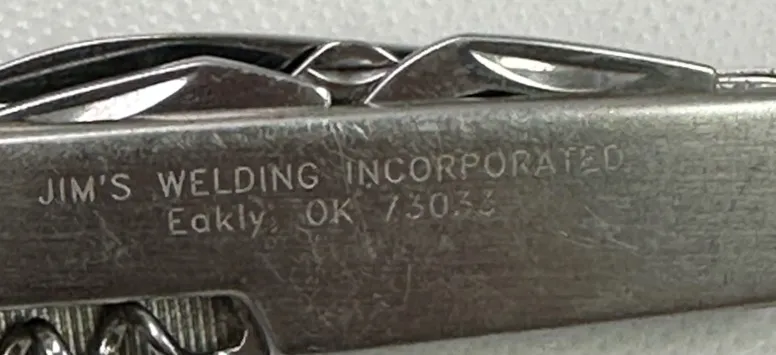 JIM'S WELDING INCORPORATED
Eakly, OK 73033